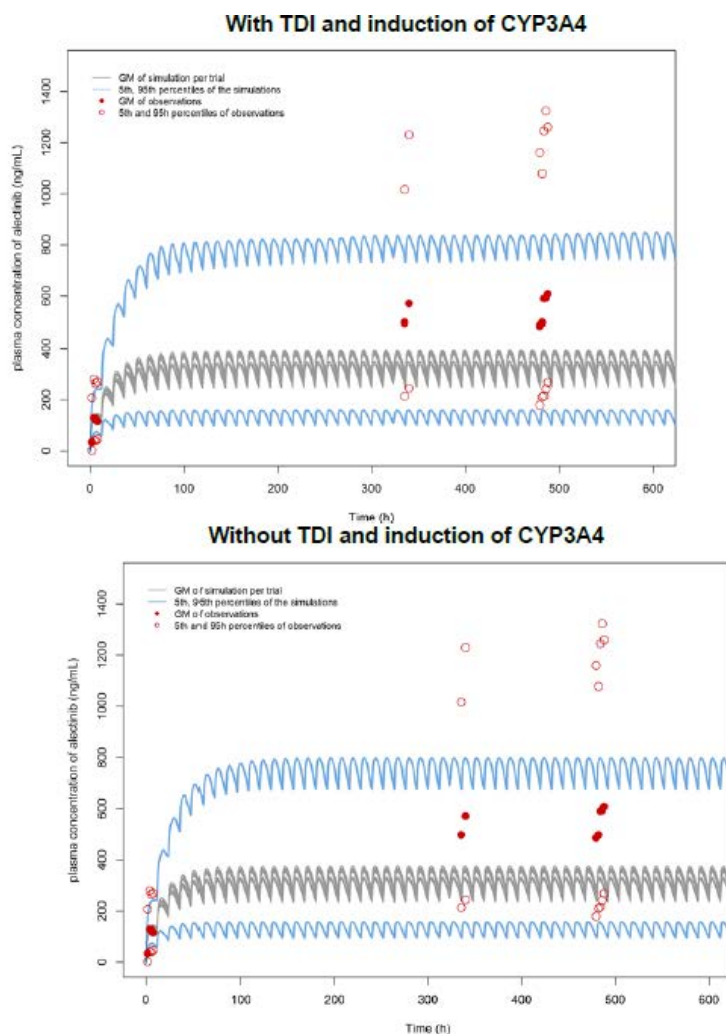 With TDI and induction of CYP3A4
GM of simulation per trial
5th, 95th percentiles of the simulations
GM of observations
5th and 95h percentiles of observations
plasma concentration of alectinib (ng/mL)
1400
1200
1000
800
600
400
200
0
0 100 200 300 400 500 600
Time (h)
Without TDI and induction of CYP3A4
GM of simulation per trial
5th, 95th percentiles of the simulations
GM of observations
5th and 95h percentiles of observations
plasma concentration of alectinib (ng/mL)
1400
1200
1000
800
600
400
200
0
0 100 200 300 400 500 600
Time (h)